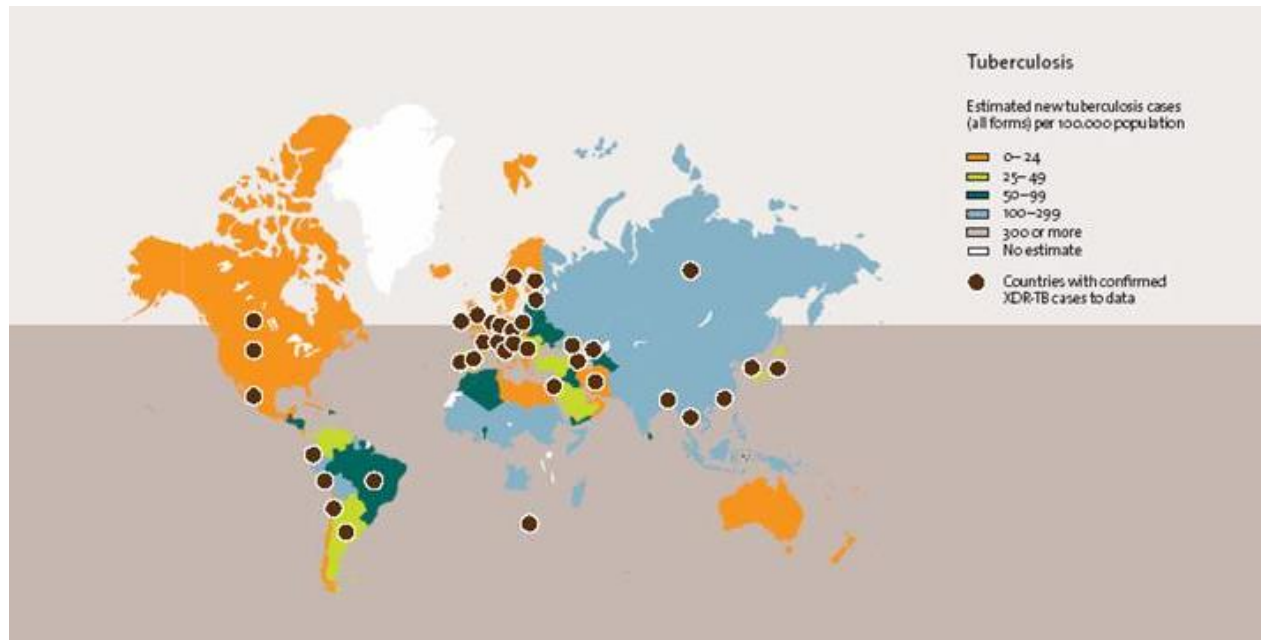 Tuberculosis
Estimated new tuberculosis cases
(all forms) per 100.000 population
0–24
25–49
50–99
100–299
300 or more
No estimate
Countries with confirmed
XDR-TB cases to data